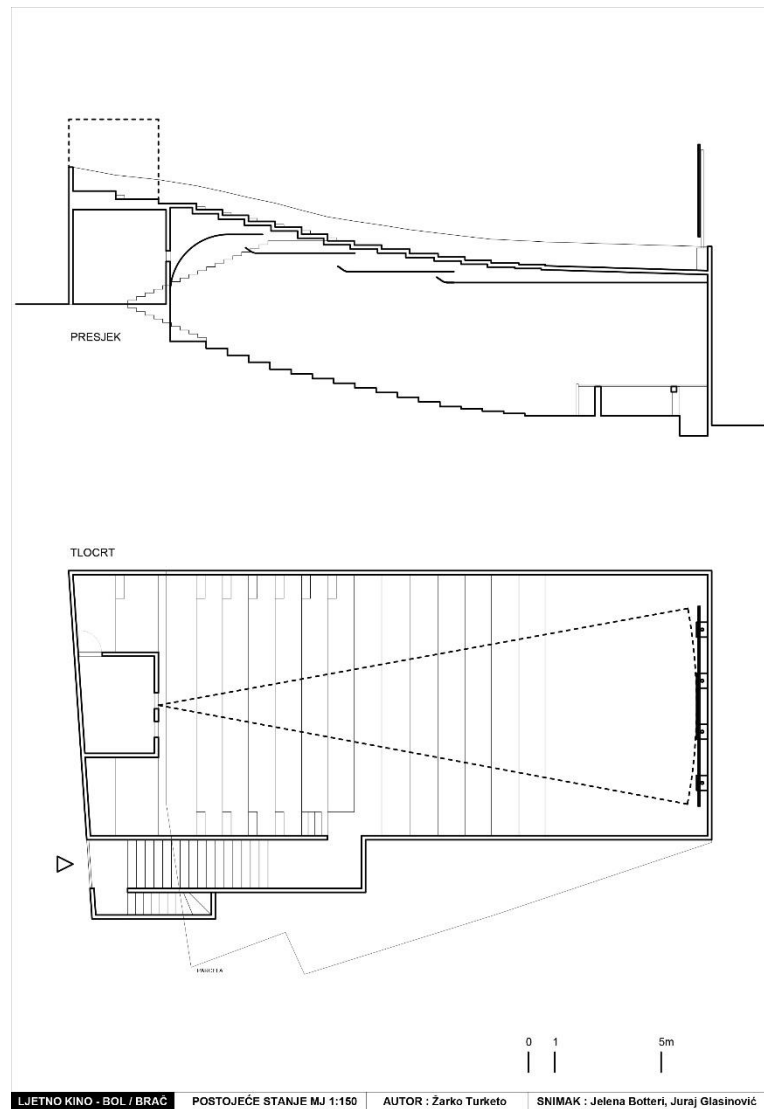 PRESJEK
TLOCRT
PARCELA
0 1 5m
LJETNO KINO - BOL / BRAČ POSTOJEĆE STANJE MJ 1:150 AUTOR : Žarko Turketo SNIMAK : Jelena Botteri, Juraj Glasinović